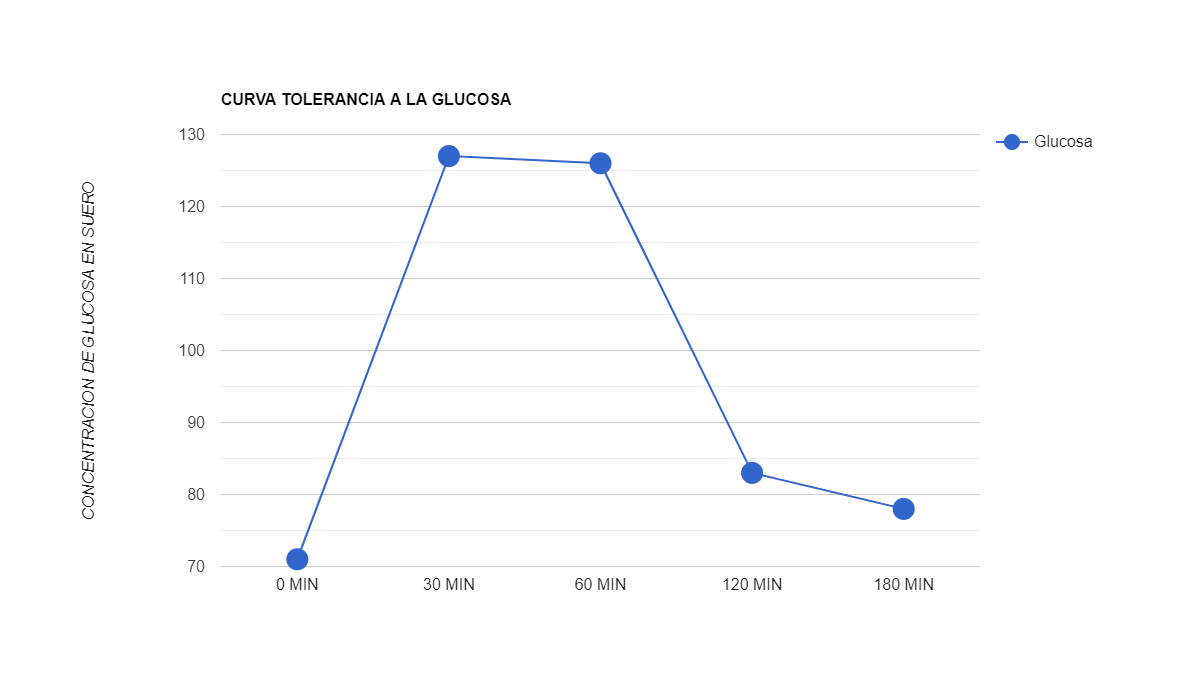 CURVA TOLERANCIA A LA GLUCOSA
Glucosa
CONCENTRACION DE GLUCOSA EN SUERO
130
120
110
100
90
80
70
0 MIN
30 MIN
60 MIN
120 MIN
180 MIN